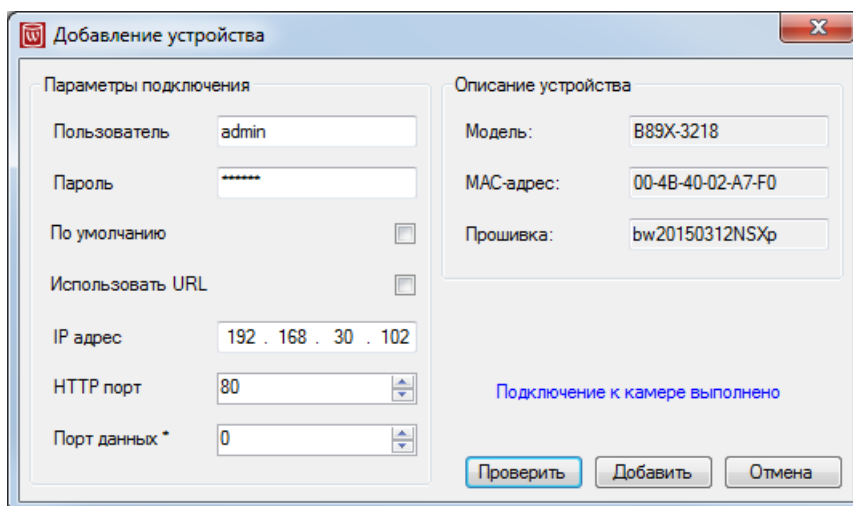 Добавление устройства
Параметры подключения
Пользователь admin
Пароль ******
По умолчанию
Использовать URL
IP адрес 192 . 168 . 30 . 102
HTTP порт 80
Порт данных * 0
Описание устройства
Модель: B89X-3218
MAC-адрес: 00-4B-40-02-A7-F0
Прошивка: bw20150312NSXp
Подключение к камере выполнено
Проверить Добавить Отмена